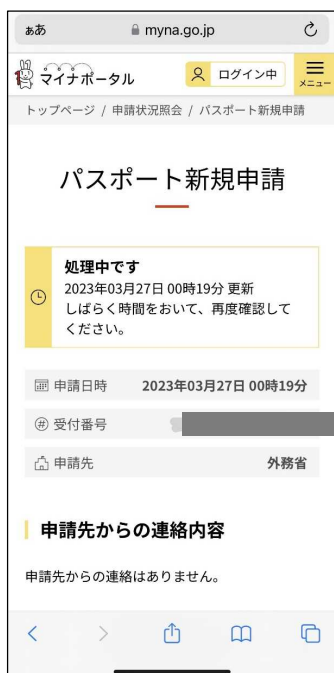 ああ
myna.go.jp
マイナポータル
ログイン中
メニュー
トップページ / 申請状況照会 / パスポート新規申請
パスポート新規申請
処理中です
2023年03月27日 00時19分 更新
しばらく時間をおいて、再度確認して
ください。
申請日時 2023年03月27日 00時19分
# 受付番号
申請先 外務省
申請先からの連絡内容
申請先からの連絡はありません。